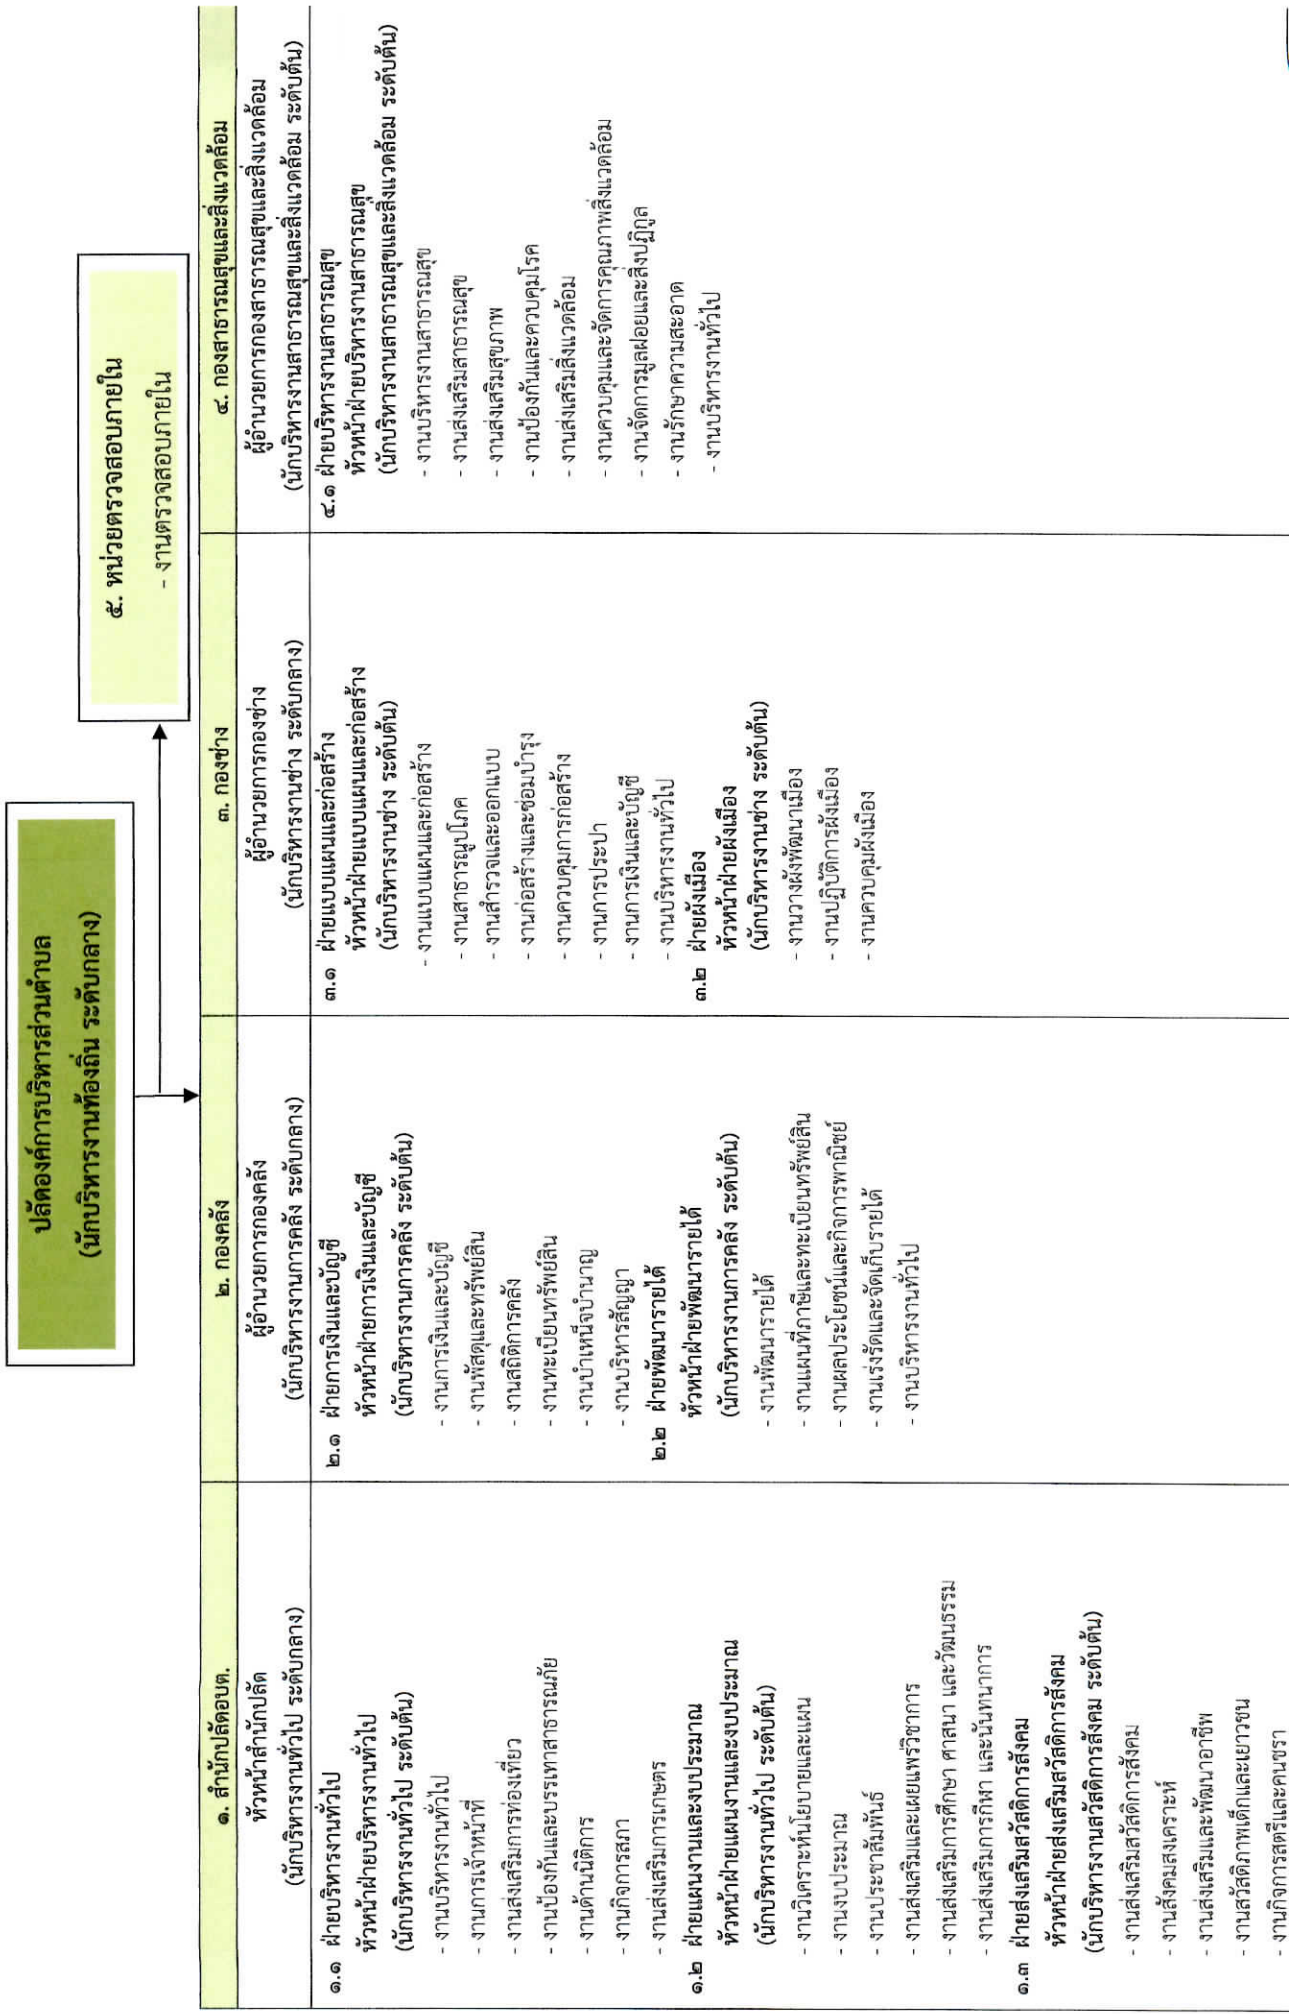 ปลัดองค์การบริหารส่วนตำบล
(นักบริหารงานท้องถิ่น ระดับกลาง)
๕. หน่วยตรวจสอบภายใน
- งานตรวจสอบภายใน
๑. สำนักปลัดอบต.
หัวหน้าสำนักปลัด
(นักบริหารงานทั่วไป ระดับกลาง)
๑.๑ ฝ่ายบริหารงานทั่วไป
หัวหน้าฝ่ายบริหารงานทั่วไป
(นักบริหารงานทั่วไป ระดับต้น)
- งานบริหารงานทั่วไป
- งานการเจ้าหน้าที่
- งานส่งเสริมการท่องเที่ยว
- งานป้องกันและบรรเทาสาธารณภัย
- งานด้านนิติการ
- งานกิจการสภา
- งานส่งเสริมการเกษตร
๑.๒ ฝ่ายแผนงานและงบประมาณ
หัวหน้าฝ่ายแผนงานและงบประมาณ
(นักบริหารงานทั่วไป ระดับต้น)
- งานวิเคราะห์นโยบายและแผน
- งานงบประมาณ
- งานประชาสัมพันธ์
- งานส่งเสริมและเผยแพร่วิชาการ
- งานส่งเสริมการศึกษา ศาสนา และวัฒนธรรม
- งานส่งเสริมการกีฬา และนันทนาการ
๑.๓ ฝ่ายส่งเสริมสวัสดิการสังคม
หัวหน้าฝ่ายส่งเสริมสวัสดิการสังคม
(นักบริหารงานสวัสดิการสังคม ระดับต้น)
- งานส่งเสริมสวัสดิการสังคม
- งานสังคมสงเคราะห์
- งานส่งเสริมและพัฒนาอาชีพ
- งานสวัสดิภาพเด็กและเยาวชน
- งานกิจการสตรีและคนชรา
๒. กองคลัง
ผู้อำนวยการกองคลัง
(นักบริหารงานการคลัง ระดับกลาง)
๒.๑ ฝ่ายการเงินและบัญชี
หัวหน้าฝ่ายการเงินและบัญชี
(นักบริหารงานการคลัง ระดับต้น)
- งานการเงินและบัญชี
- งานพัสดุและทรัพย์สิน
- งานสถิติการคลัง
- งานทะเบียนทรัพย์สิน
- งานบำเหน็จบำนาญ
- งานบริหารสัญญา
๒.๒ ฝ่ายพัฒนารายได้
หัวหน้าฝ่ายพัฒนารายได้
(นักบริหารงานการคลัง ระดับต้น)
- งานพัฒนารายได้
- งานแผนที่ภาษีและทะเบียนทรัพย์สิน
- งานผลประโยชน์และกิจการพาณิชย์
- งานเร่งรัดและจัดเก็บรายได้
- งานบริหารงานทั่วไป
๓. กองช่าง
ผู้อำนวยการกองช่าง
(นักบริหารงานช่าง ระดับกลาง)
๓.๑ ฝ่ายแบบแผนและก่อสร้าง
หัวหน้าฝ่ายแบบแผนและก่อสร้าง
(นักบริหารงานช่าง ระดับต้น)
- งานแบบแผนและก่อสร้าง
- งานสาธารณูปโภค
- งานสำรวจและออกแบบ
- งานก่อสร้างและซ่อมบำรุง
- งานควบคุมการก่อสร้าง
- งานการประปา
- งานการเงินและบัญชี
- งานบริหารงานทั่วไป
๓.๒ ฝ่ายผังเมือง
หัวหน้าฝ่ายผังเมือง
(นักบริหารงานช่าง ระดับต้น)
- งานวางผังพัฒนาเมือง
- งานปฏิบัติการผังเมือง
- งานควบคุมผังเมือง
๔. กองสาธารณสุขและสิ่งแวดล้อม
ผู้อำนวยการกองสาธารณสุขและสิ่งแวดล้อม
(นักบริหารงานสาธารณสุขและสิ่งแวดล้อม ระดับต้น)
๔.๑ ฝ่ายบริหารงานสาธารณสุข
หัวหน้าฝ่ายบริหารงานสาธารณสุข
(นักบริหารงานสาธารณสุขและสิ่งแวดล้อม ระดับต้น)
- งานบริหารงานสาธารณสุข
- งานส่งเสริมสาธารณสุข
- งานส่งเสริมสุขภาพ
- งานป้องกันและควบคุมโรค
- งานส่งเสริมสิ่งแวดล้อม
- งานควบคุมและจัดการคุณภาพสิ่งแวดล้อม
- งานจัดการมูลฝอยและสิ่งปฏิกูล
- งานรักษาความสะอาด
- งานบริหารงานทั่วไป